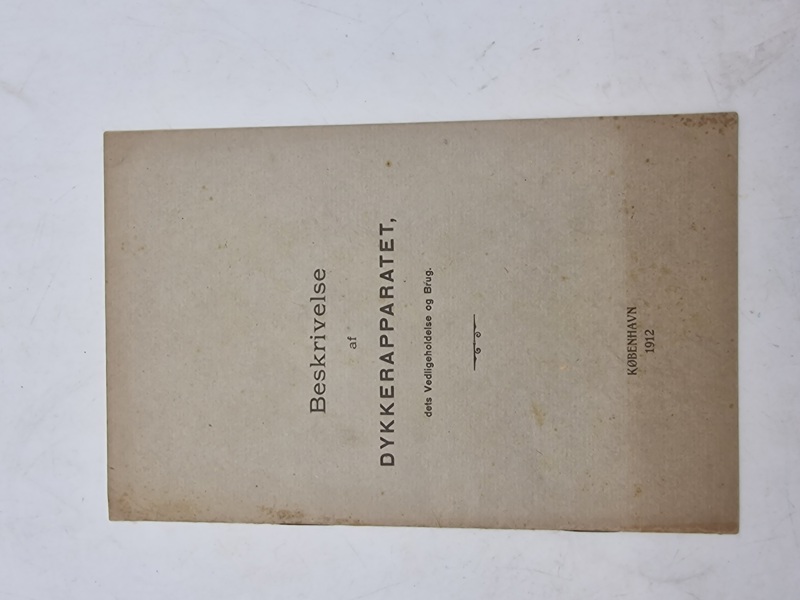 Beskrivelse
af
DYKKERAPPARATET,
dets Vedligeholdelse og Brug.
KØBENHAVN
1912